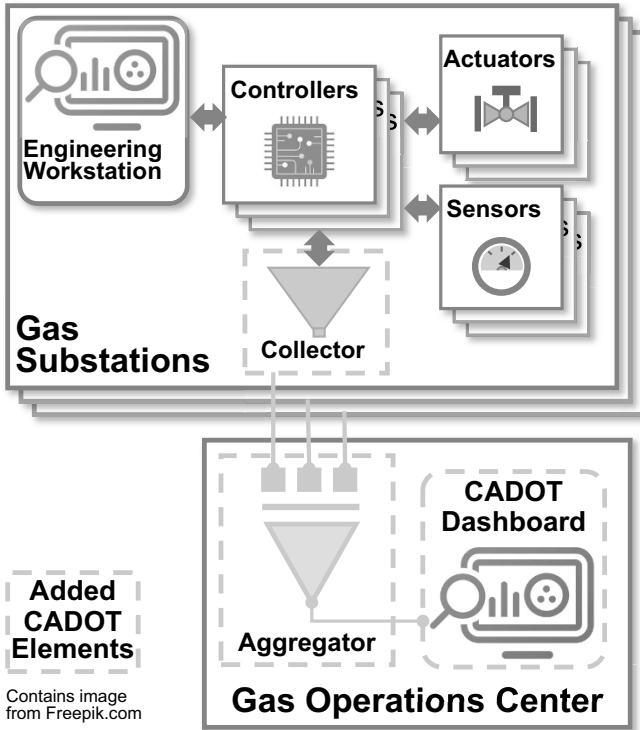 Engineering
Workstation
Controllers
s
s
Actuators
Sensors
s
s
Collector
Gas
Substations
CADOT
Dashboard
Aggregator
Gas Operations Center
Added
CADOT
Elements
Contains image
from Freepik.com